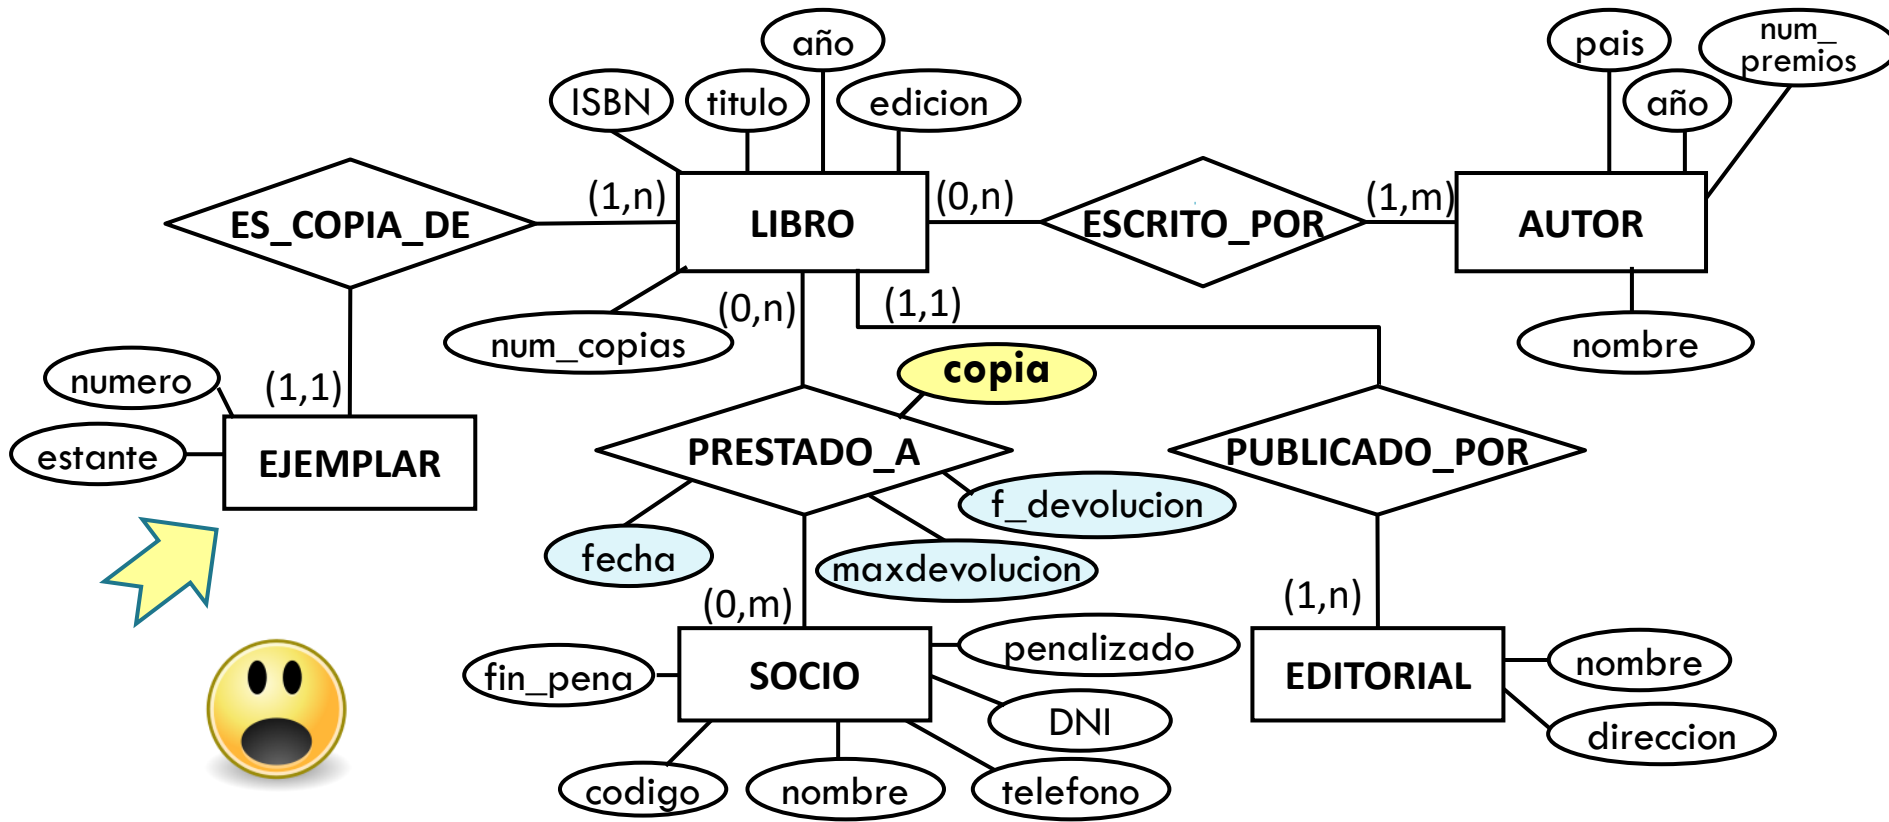 año
pais
num_
premios
ISBN
titulo
edicion
año
(1,n)
(0,n)
(1,m)
ES_COPIA_DE
LIBRO
ESCRITO_POR
AUTOR
(0,n)
(1,1)
num_copias
nombre
copia
numero
(1,1)
estante
EJEMPLAR
PRESTADO_A
PUBLICADO_POR
f_devolucion
fecha
maxdevolucion
(0,m)
(1,n)
penalizado
fin_pena
SOCIO
EDITORIAL
nombre
DNI
direccion
codigo
nombre
telefono